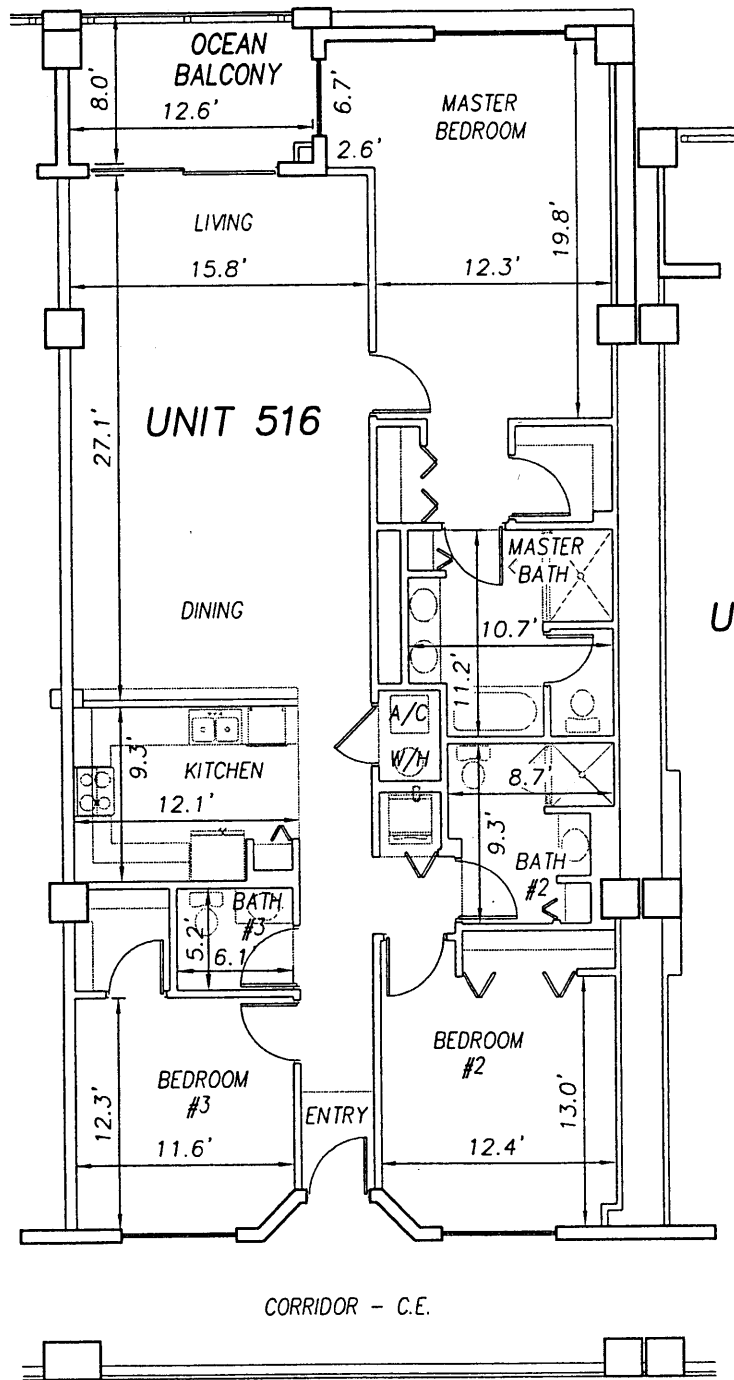 OCEAN
BALCONY
8.0'
12.6'
6.7'
2.6'
MASTER
BEDROOM
19.8'
12.3'
LIVING
15.8'
27.1'
UNIT 516
DINING
MASTER
BATH
10.7'
11.2'
U
A/C
W/H
9.3'
KITCHEN
12.1'
8.7'
9.3'
BATH
#2
BATH
#3
5.2'
6.1'
BEDROOM
#3
12.3'
11.6'
ENTRY
BEDROOM
#2
13.0'
12.4'
CORRIDOR - C.E.